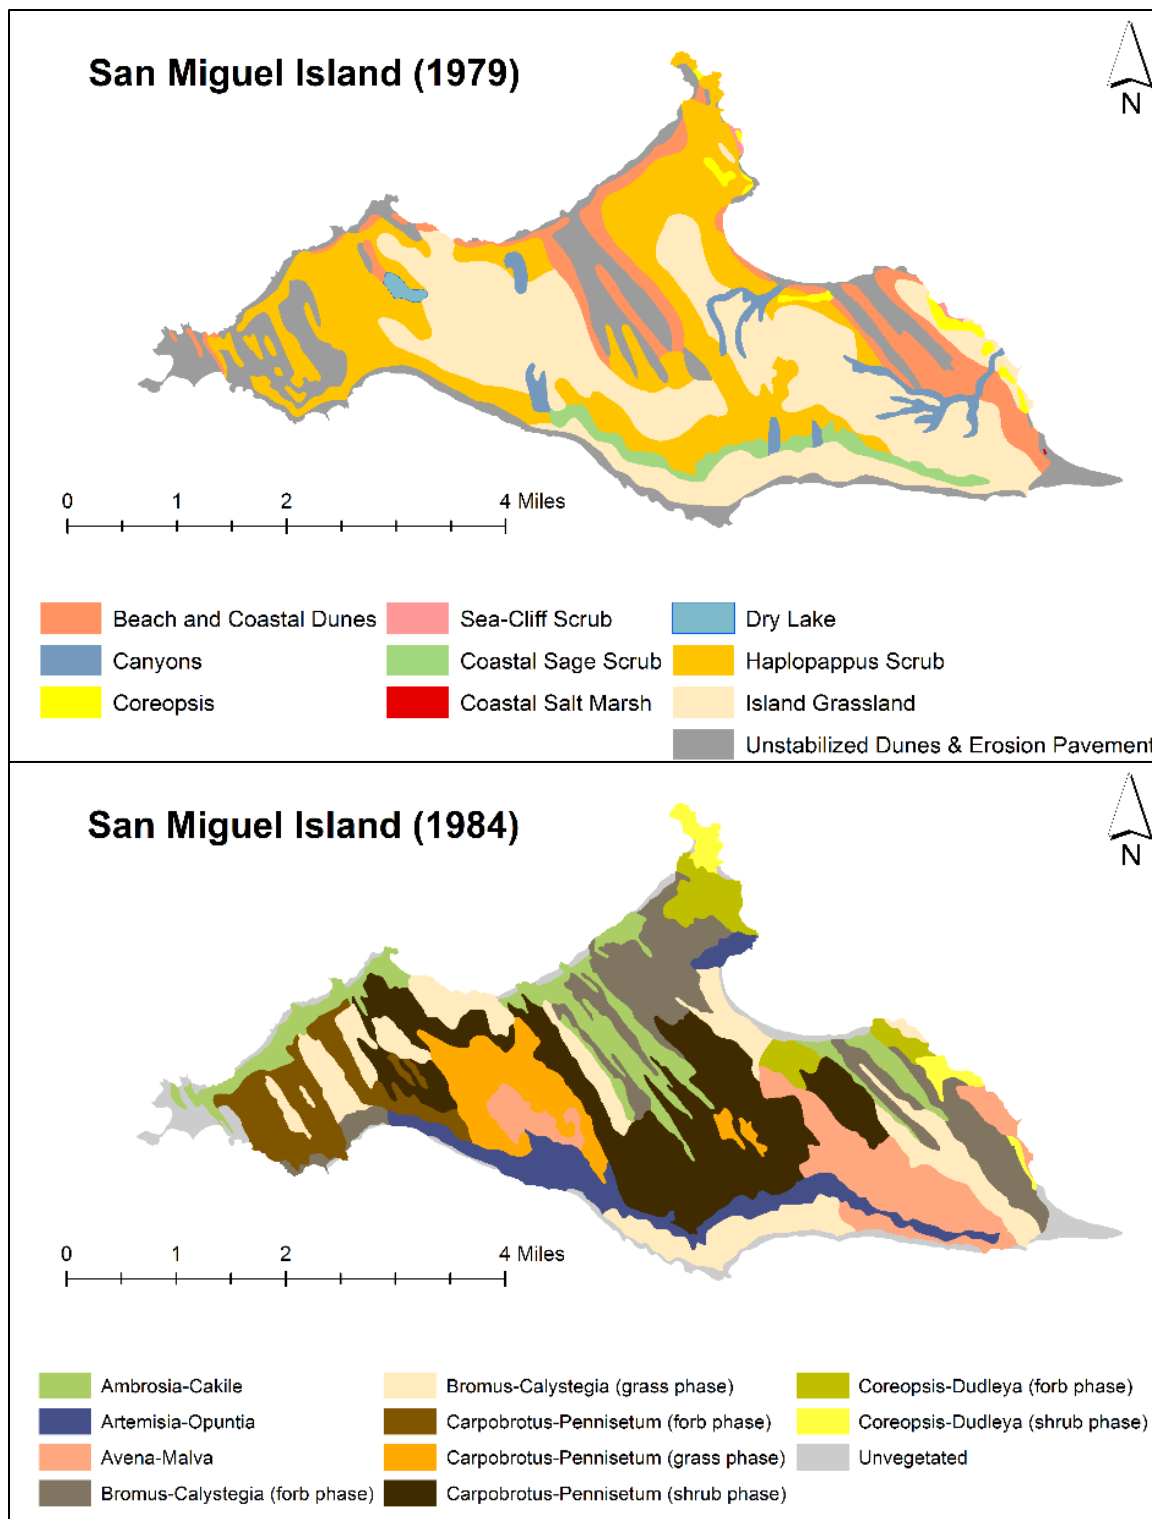 San Miguel Island (1979)
N
0 1 2 4 Miles
Beach and Coastal Dunes Sea-Cliff Scrub Dry Lake
Canyons Coastal Sage Scrub Haplopappus Scrub
Coreopsis Coastal Salt Marsh Island Grassland
Unstabilized Dunes & Erosion Pavement
San Miguel Island (1984)
N
0 1 2 4 Miles
Ambrosia-Cakile Bromus-Calystegia (grass phase) Coreopsis-Dudleya (forb phase)
Artemisia-Opuntia Carpobrotus-Pennisetum (forb phase) Coreopsis-Dudleya (shrub phase)
Avena-Malva Carpobrotus-Pennisetum (grass phase) Unvegetated
Bromus-Calystegia (forb phase) Carpobrotus-Pennisetum (shrub phase)